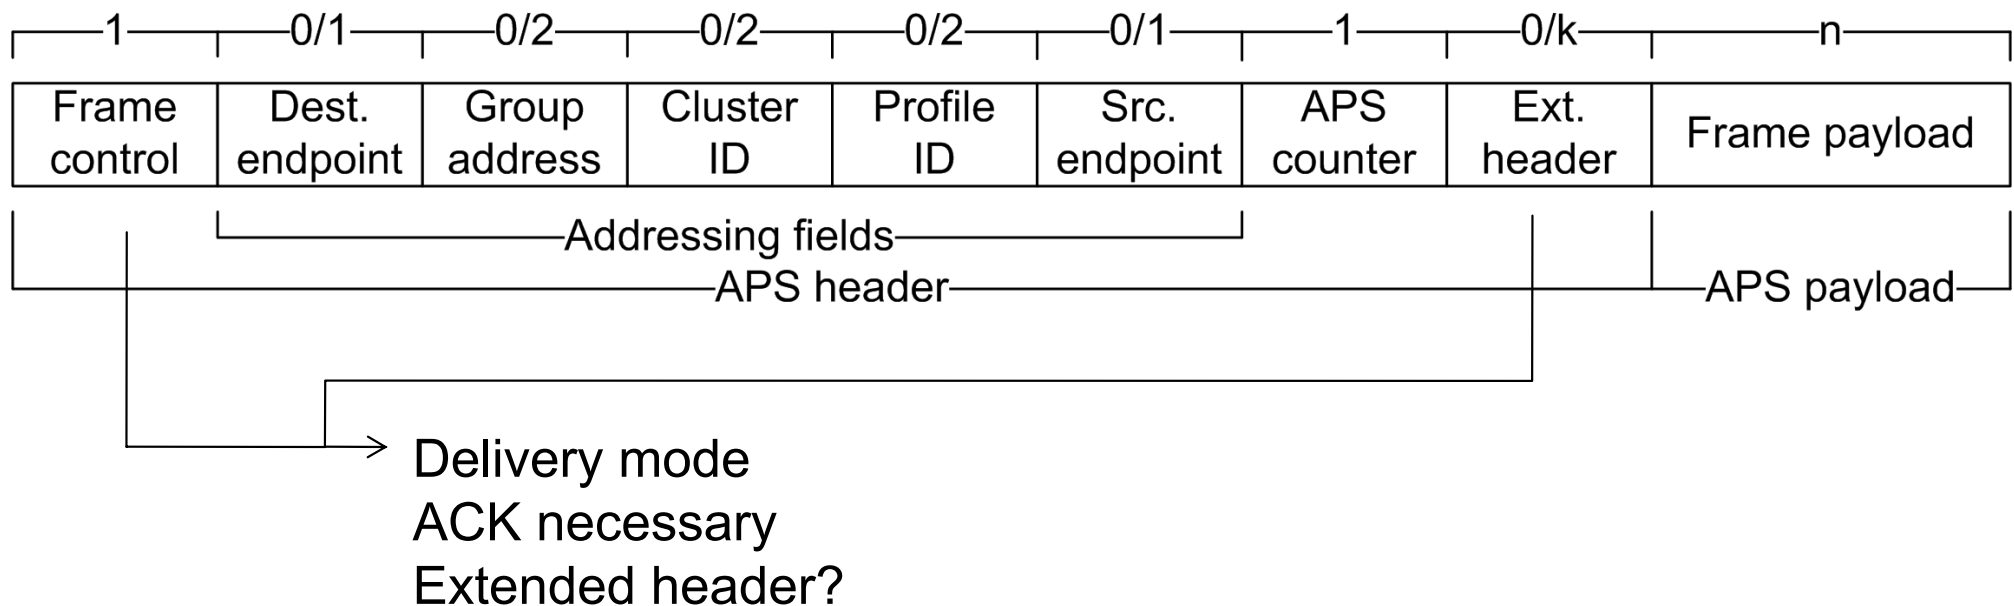 1 0/1 0/2 0/2 0/2 0/1 1 0/k n
Frame Dest. Group Cluster Profile Src. APS Ext.
control endpoint address ID ID endpoint counter header Frame payload
Addressing fields
APS header APS payload
Delivery mode
ACK necessary
Extended header?